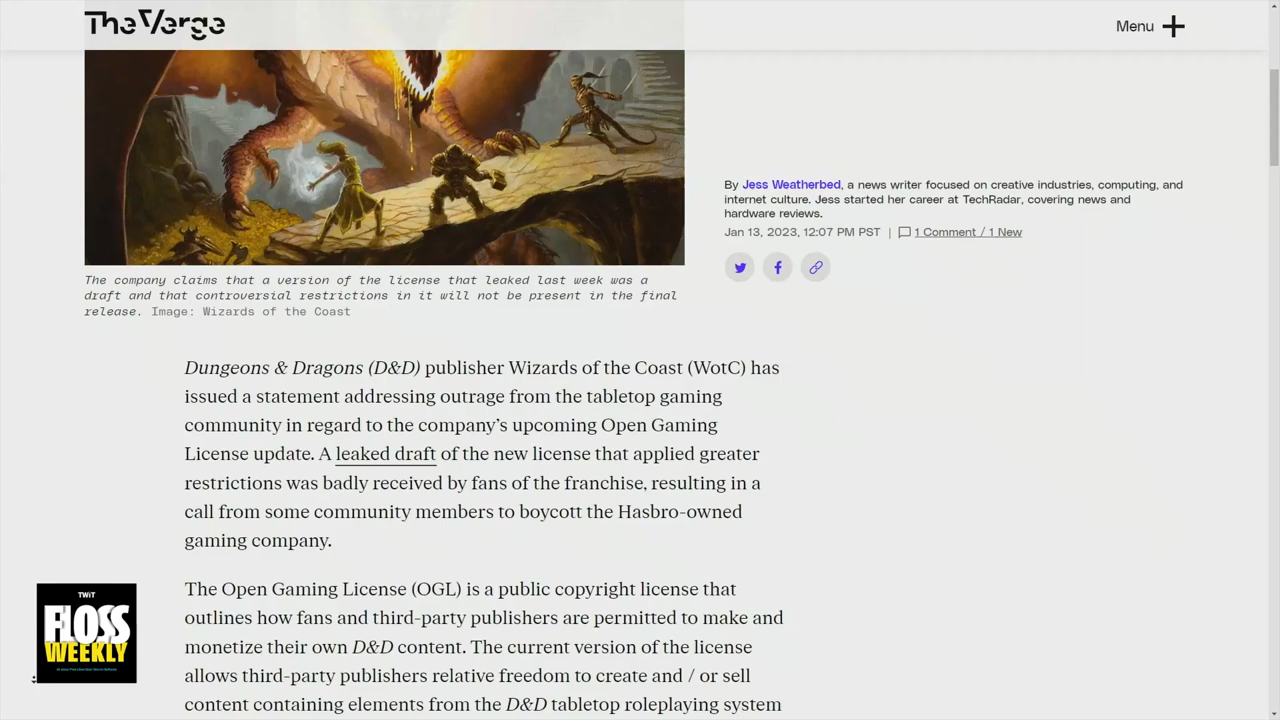 TheVerge
Menu
By Jess Weatherbed, a news writer focused on creative industries, computing, and
internet culture. Jess started her career at TechRadar, covering news and
hardware reviews.
Jan 13, 2023, 12:07 PM PST | 1 Comment / 1 New
The company claims that a version of the license that leaked last week was a
draft and that controversial restrictions in it will not be present in the final
release. Image: Wizards of the Coast
Dungeons & Dragons (D&D) publisher Wizards of the Coast (WotC) has
issued a statement addressing outrage from the tabletop gaming
community in regard to the company’s upcoming Open Gaming
License update. A leaked draft of the new license that applied greater
restrictions was badly received by fans of the franchise, resulting in a
call from some community members to boycott the Hasbro-owned
gaming company.
The Open Gaming License (OGL) is a public copyright license that
outlines how fans and third-party publishers are permitted to make and
monetize their own D&D content. The current version of the license
allows third-party publishers relative freedom to create and / or sell
content containing elements from the D&D tabletop roleplaying system
TWiT
FLOSS
WEEKLY